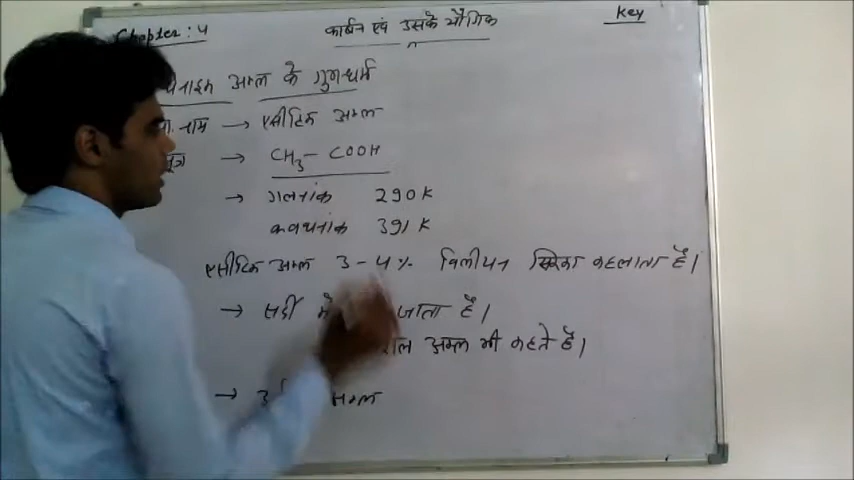 Chapter: 4 कार्बन एवं उसके यौगिक Key
अम्ल के गुणधर्म
नाम → एसीटिक अम्ल
सूत्र → CH3 - COOH
→ गलनांक 290 K
क्वथनांक 391 K
एसीटिक अम्ल 3-4% विलीयन सिरका कहलाता है।
→ सर्दी में जाता है।
अम्ल भी कहते है।
→ अम्ल